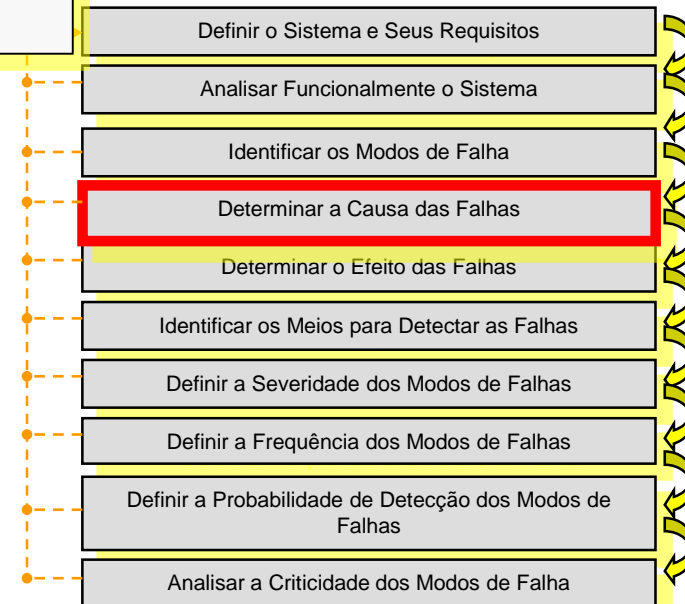 Definir o Sistema e Seus Requisitos
Analisar Funcionalmente o Sistema
Identificar os Modos de Falha
Determinar a Causa das Falhas
Determinar o Efeito das Falhas
Identificar os Meios para Detectar as Falhas
Definir a Severidade dos Modos de Falhas
Definir a Frequência dos Modos de Falhas
Definir a Probabilidade de Detecção dos Modos de
Falhas
Analisar a Criticidade dos Modos de Falha